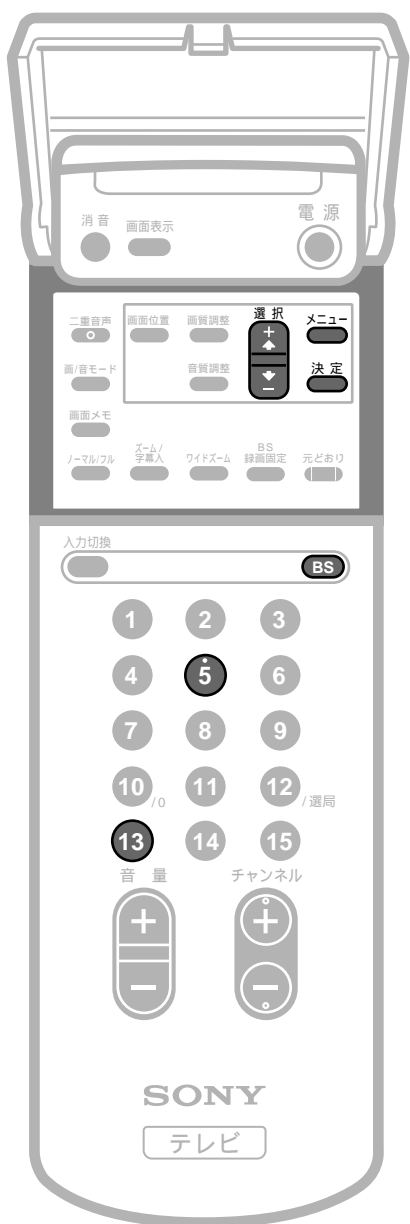 消音 画面表示 電源
二重音声 画面位置 画質調整 選択 メニュー
+
画/音モード 音質調整 決定
−
画面メモ
ノーマル/フル ズーム/字幕入 ワイドズーム BS録画固定 元どおり
入力切換
BS
1 2 3
4 5 6
7 8 9
10/0 11 12/選局
13 14 15
音量 チャンネル
+ +
− −
SONY
テレビ